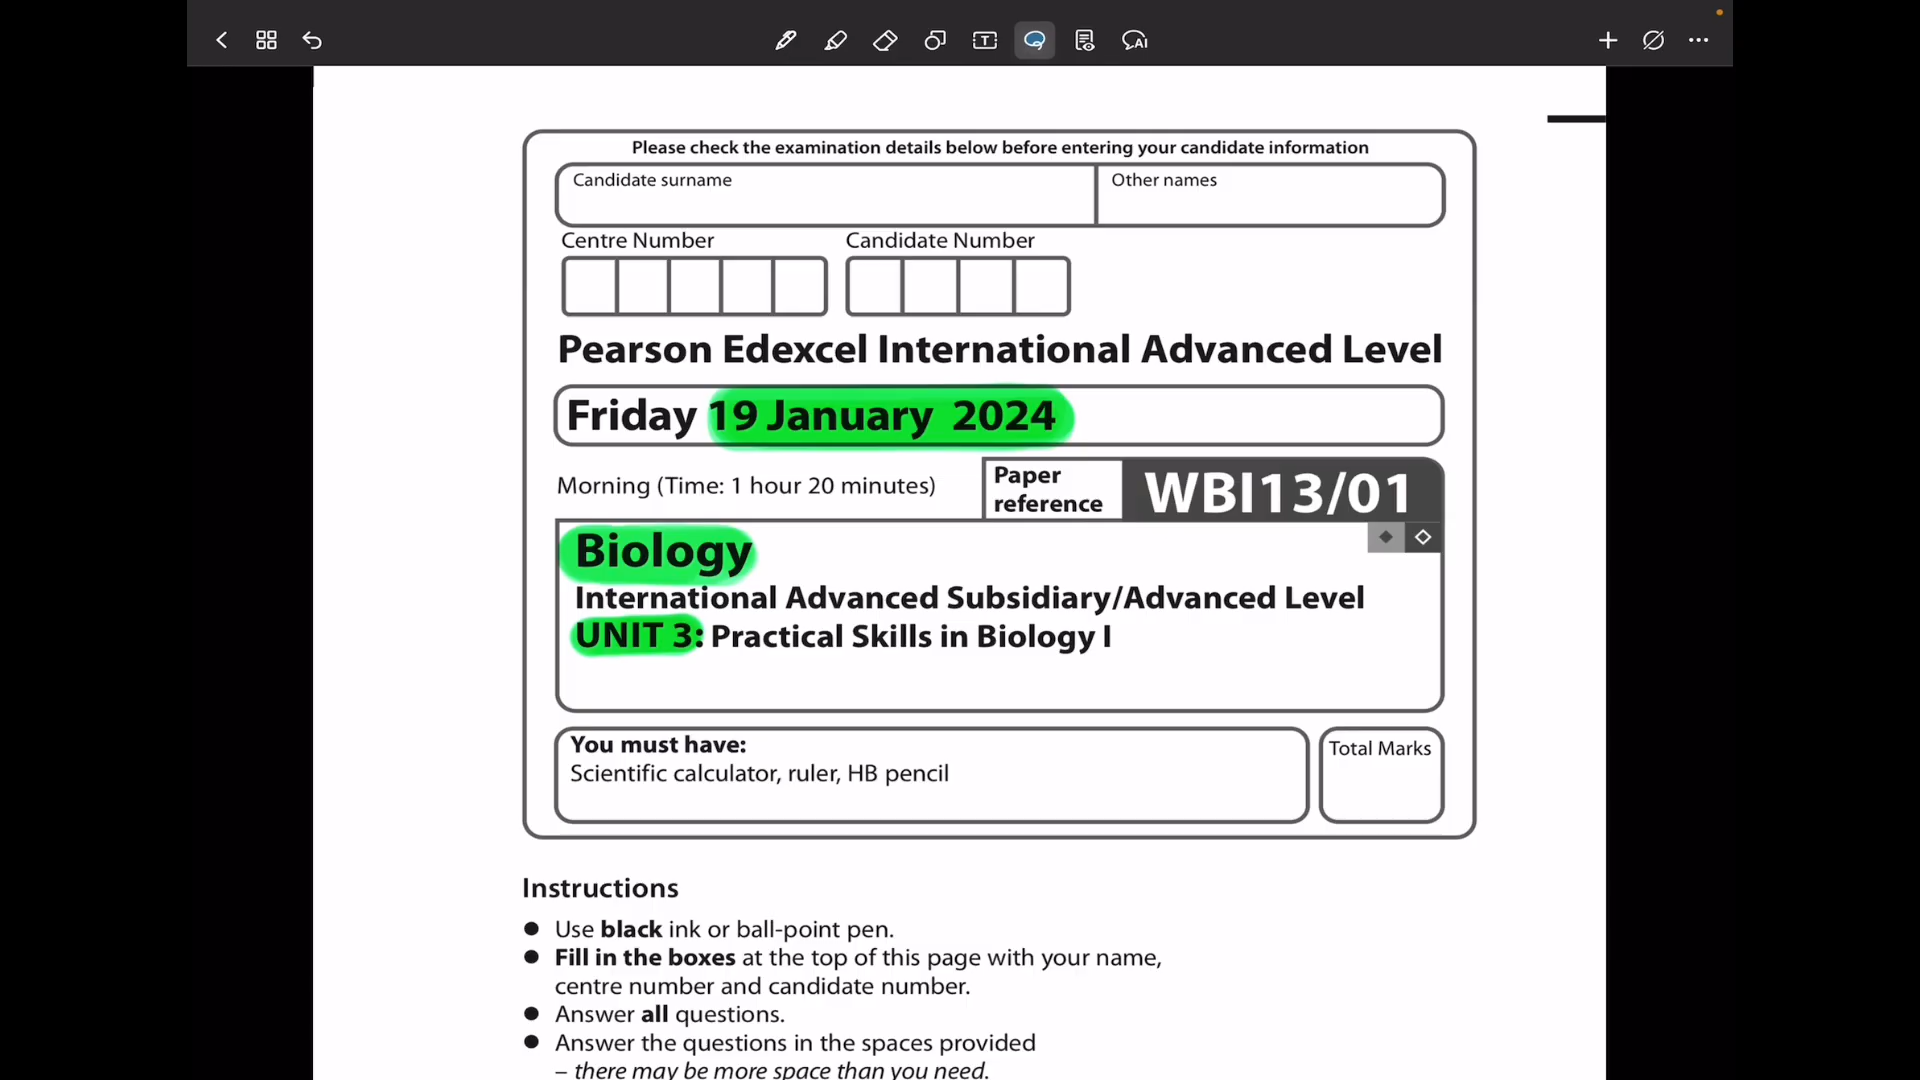 Please check the examination details below before entering your candidate information
Candidate surname
Other names
Centre Number
Candidate Number
Pearson Edexcel International Advanced Level
Friday 19 January 2024
Morning (Time: 1 hour 20 minutes)
Paper
reference
WBI13/01
Biology
International Advanced Subsidiary/Advanced Level
UNIT 3: Practical Skills in Biology I
You must have:
Scientific calculator, ruler, HB pencil
Total Marks
Instructions
● Use black ink or ball-point pen.
● Fill in the boxes at the top of this page with your name,
centre number and candidate number.
● Answer all questions.
● Answer the questions in the spaces provided
– there may be more space than you need.
T
AI